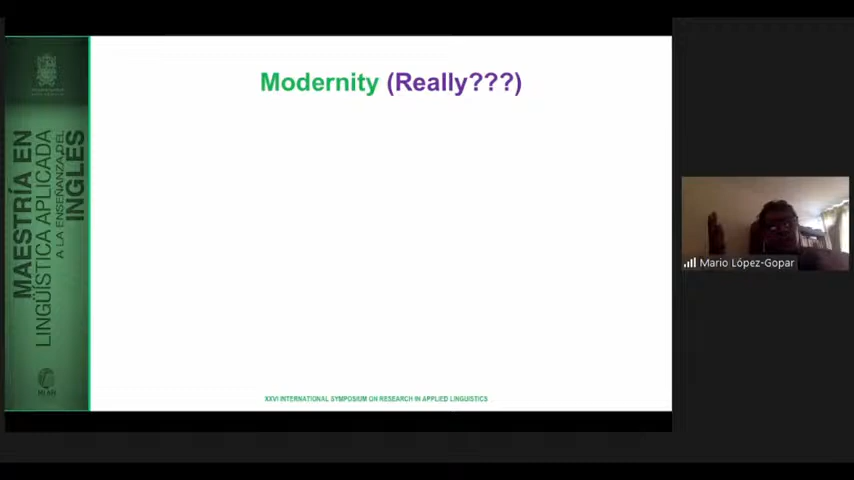 Modernity (Really???)
MAESTRÍA EN
LINGÜÍSTICA APLICADA
A LA ENSEÑANZA DEL
INGLÉS
Mario López-Gopar
XXVI INTERNATIONAL SYMPOSIUM ON RESEARCH IN APPLIED LINGUISTICS